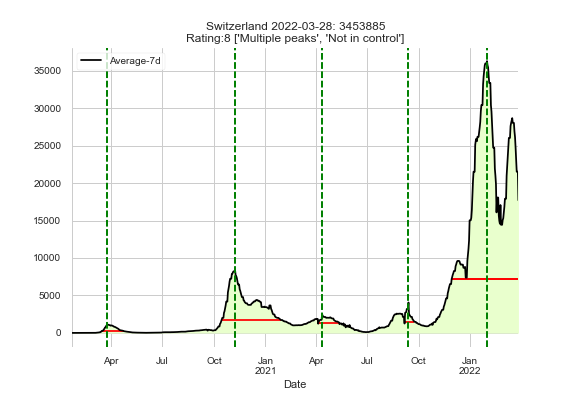 Switzerland 2022-03-28: 3453885
Rating:8 ['Multiple peaks', 'Not in control']
Average-7d
35000
30000
25000
20000
15000
10000
5000
0
Apr Jul Oct Jan Apr Jul Oct Jan
2021 2022
Date